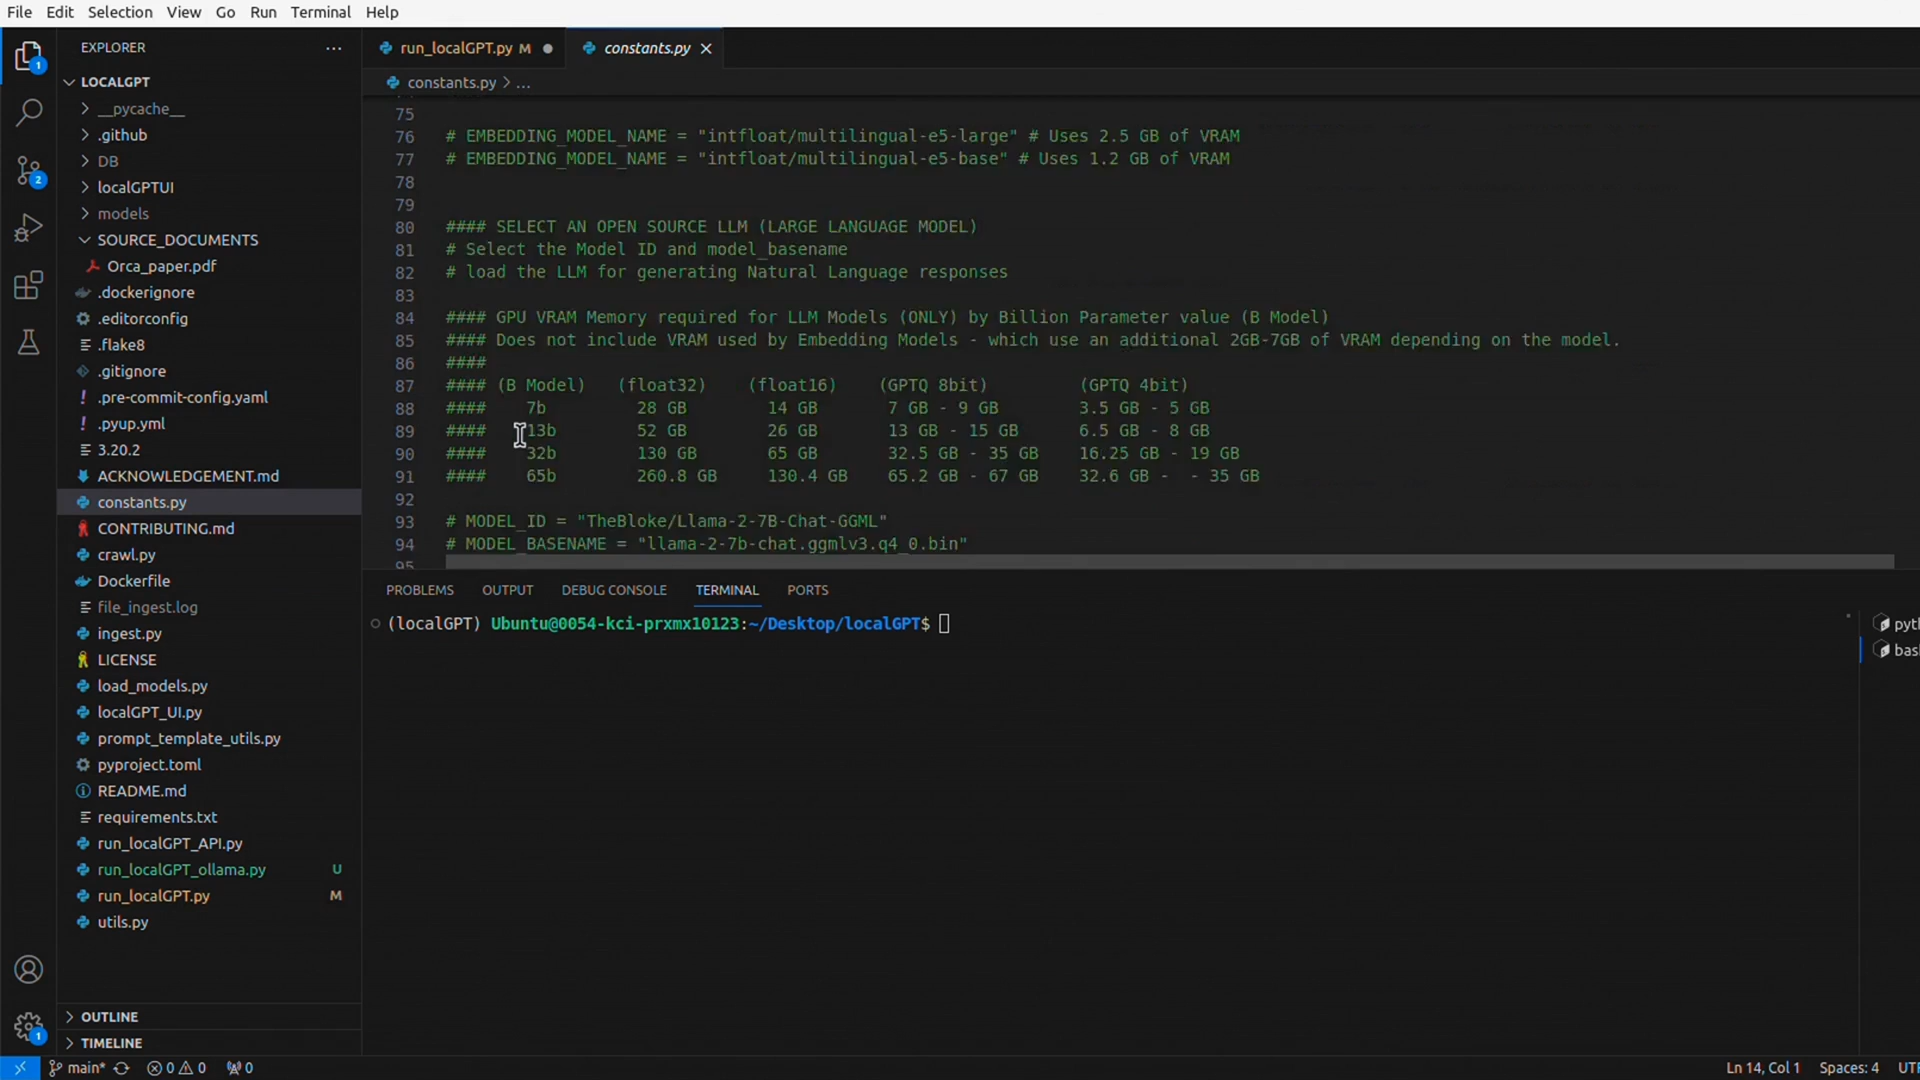 File Edit Selection View Go Run Terminal Help
EXPLORER ...
LOCALGPT
__pycache__
.github
DB
localGPTUI
models
SOURCE_DOCUMENTS
Orca_paper.pdf
.dockerignore
.editorconfig
.flake8
.gitignore
! .pre-commit-config.yaml
! .pyup.yml
3.20.2
ACKNOWLEDGEMENT.md
constants.py
CONTRIBUTING.md
crawl.py
Dockerfile
file_ingest.log
ingest.py
LICENSE
load_models.py
localGPT_UI.py
prompt_template_utils.py
pyproject.toml
README.md
requirements.txt
run_localGPT_API.py
run_localGPT_ollama.py U
run_localGPT.py M
utils.py
OUTLINE
TIMELINE
1
2
1
run_localGPT.py M
constants.py
constants.py > ...
75
76 # EMBEDDING_MODEL_NAME = "intfloat/multilingual-e5-large" # Uses 2.5 GB of VRAM
77 # EMBEDDING_MODEL_NAME = "intfloat/multilingual-e5-base" # Uses 1.2 GB of VRAM
78
79
80 #### SELECT AN OPEN SOURCE LLM (LARGE LANGUAGE MODEL)
81 # Select the Model ID and model_basename
82 # load the LLM for generating Natural Language responses
83
84 #### GPU VRAM Memory required for LLM Models (ONLY) by Billion Parameter value (B Model)
85 #### Does not include VRAM used by Embedding Models - which use an additional 2GB-7GB of VRAM depending on the model.
86 ####
87 #### (B Model) (float32) (float16) (GPTQ 8bit) (GPTQ 4bit)
88 #### 7b 28 GB 14 GB 7 GB - 9 GB 3.5 GB - 5 GB
89 #### 13b 52 GB 26 GB 13 GB - 15 GB 6.5 GB - 8 GB
90 #### 32b 130 GB 65 GB 32.5 GB - 35 GB 16.25 GB - 19 GB
91 #### 65b 260.8 GB 130.4 GB 65.2 GB - 67 GB 32.6 GB - - 35 GB
92
93 # MODEL_ID = "TheBloke/Llama-2-7B-Chat-GGML"
94 # MODEL_BASENAME = "llama-2-7b-chat.ggmlv3.q4_0.bin"
95
PROBLEMS OUTPUT DEBUG CONSOLE TERMINAL PORTS
(localGPT) Ubuntu@0054-kci-prxmx10123:~/Desktop/localGPT$
pyth
bas
main* 0 0 0 Ln 14, Col 1 Spaces: 4 UTF